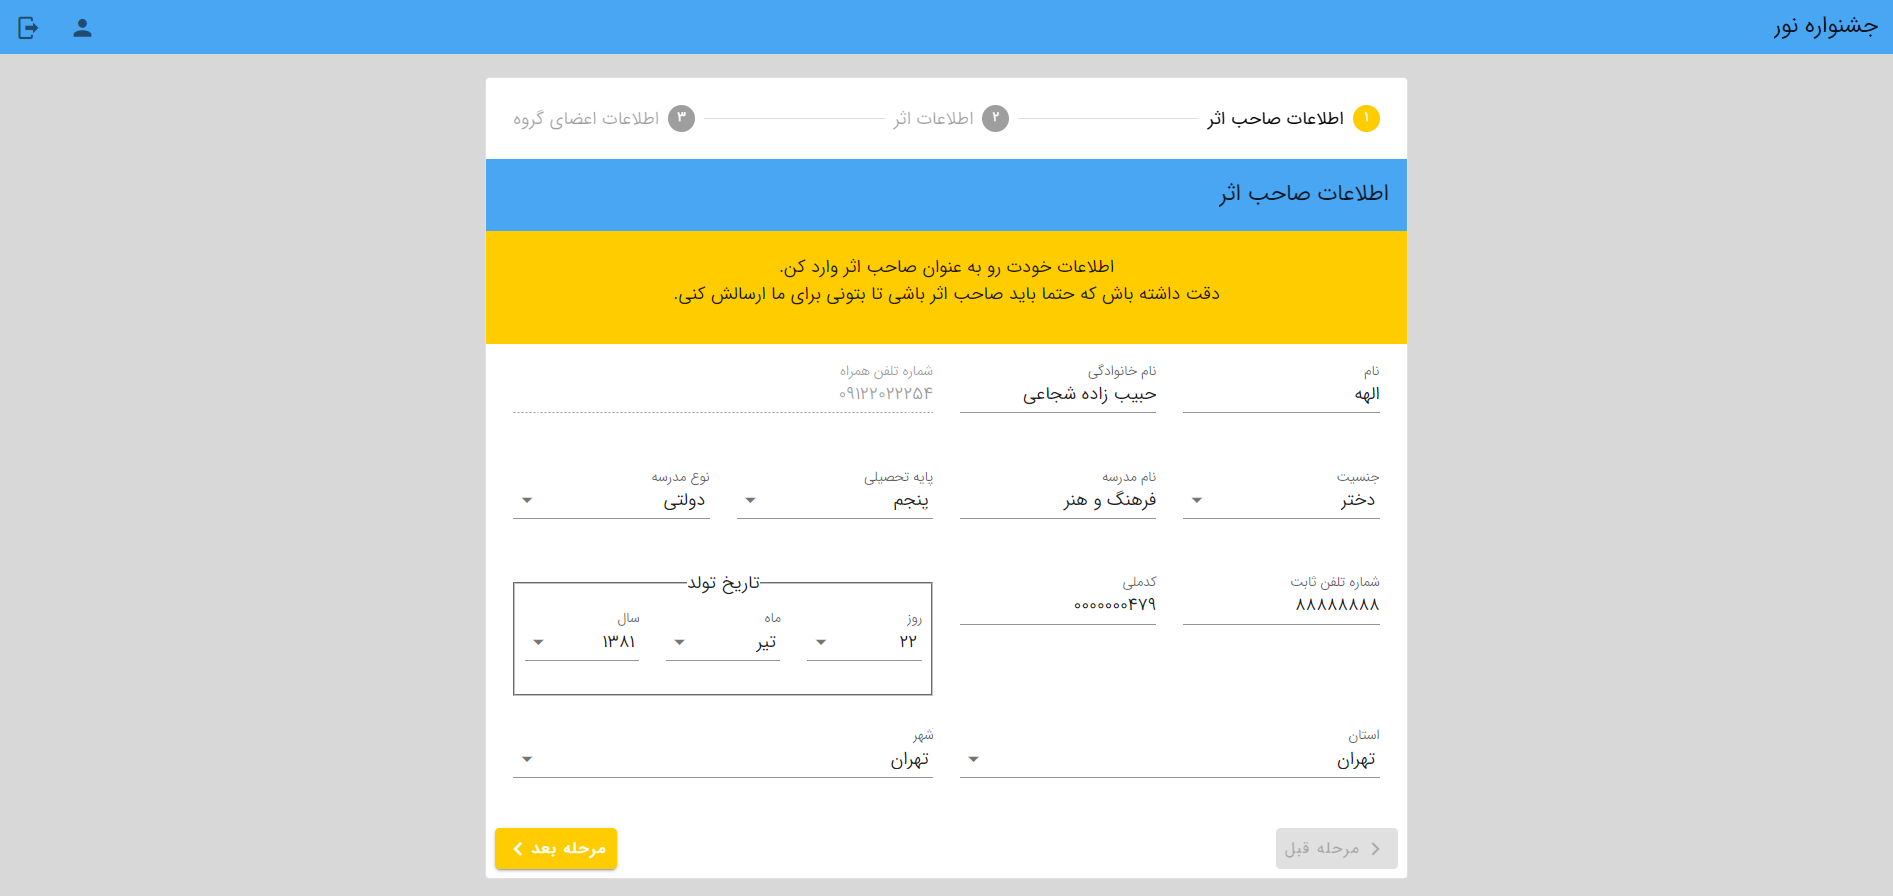 جشنواره نور
۱ اطلاعات صاحب اثر
۲ اطلاعات اثر
۳ اطلاعات اعضای گروه
اطلاعات صاحب اثر
اطلاعات خودت رو به عنوان صاحب اثر وارد کن.
دقت داشته باش که حتما باید صاحب اثر باشی تا بتونی برای ما ارسالش کنی.
نام
الهه
نام خانوادگی
حبیب زاده شجاعی
شماره تلفن همراه
۰۹۱۲۲۰۲۲۲۵۴
جنسیت
دختر
نام مدرسه
فرهنگ و هنر
پایه تحصیلی
پنجم
نوع مدرسه
دولتی
شماره تلفن ثابت
۸۸۸۸۸۸۸۸
کدملی
۰۰۰۰۰۰۰۴۷۹
تاریخ تولد
روز
۲۲
ماه
تیر
سال
۱۳۸۱
استان
تهران
شهر
تهران
مرحله قبل
مرحله بعد